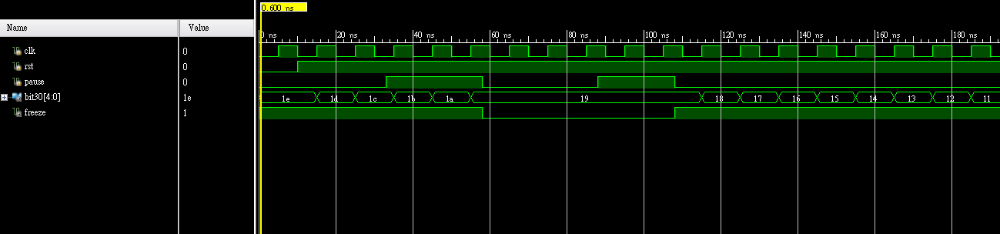 0.600 ns
Name Value
0 ns 20 ns 40 ns 60 ns 80 ns 100 ns 120 ns 140 ns 160 ns 180 ns
clk 0
rst 0
pause 0
bit30[4:0] 1e 1e 1d 1c 1b 1a 19 18 17 16 15 14 13 12 11
freeze 1